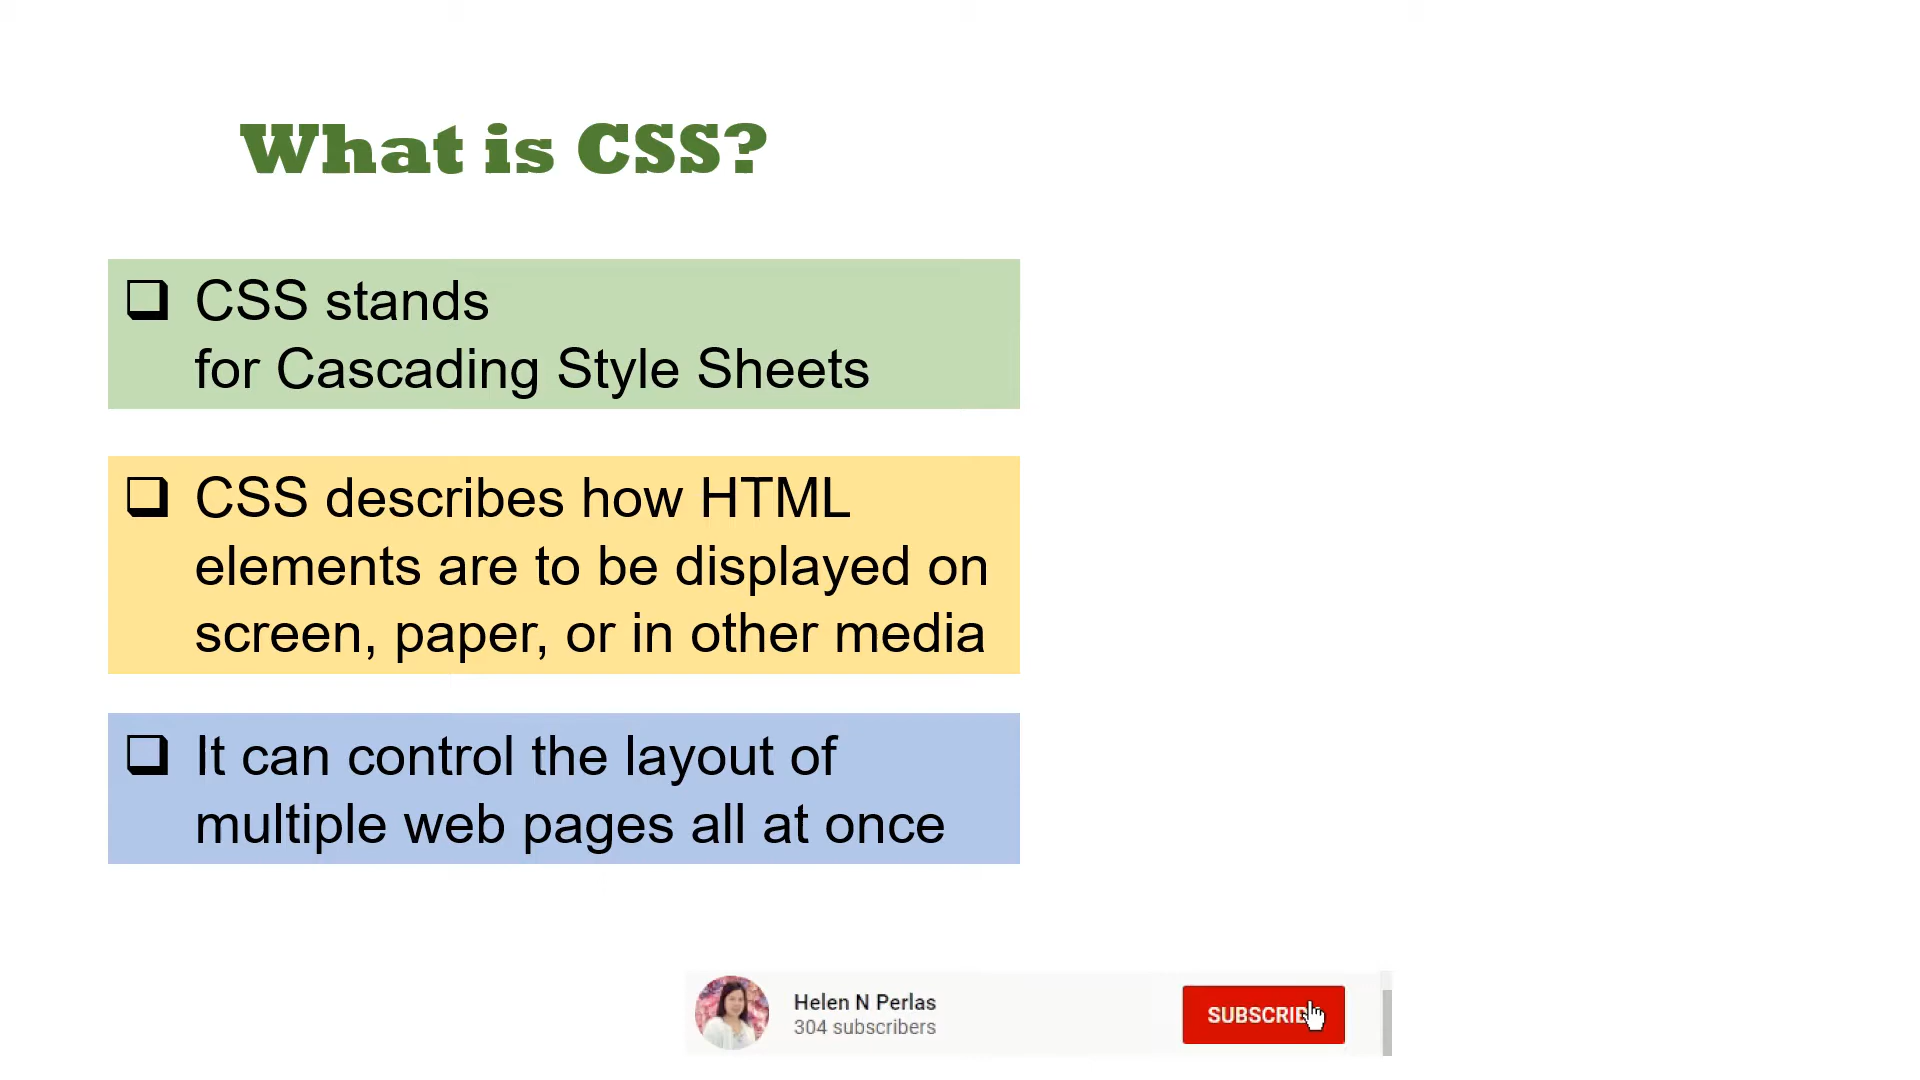 What is CSS?
CSS stands
for Cascading Style Sheets
CSS describes how HTML
elements are to be displayed on
screen, paper, or in other media
It can control the layout of
multiple web pages all at once
Helen N Perlas
304 subscribers
SUBSCRIBE